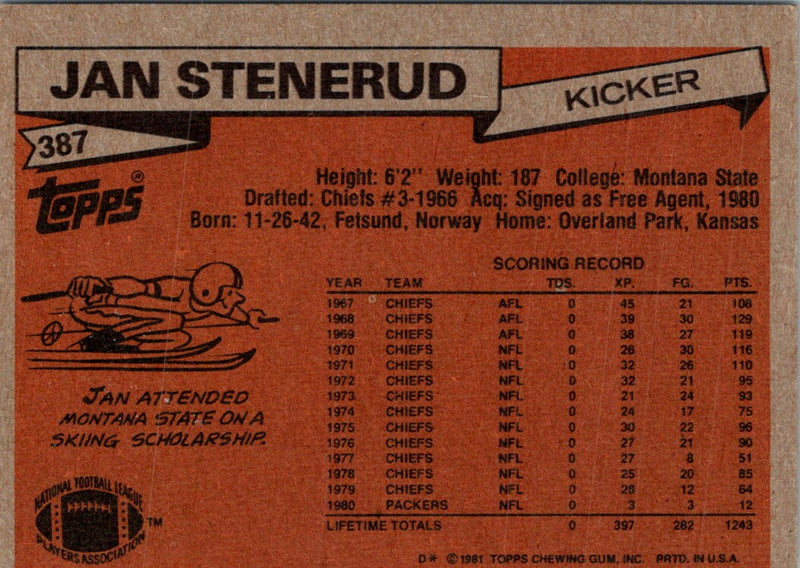 JAN STENERUD
KICKER
387
Topps®
Height: 6'2" Weight: 187 College: Montana State
Drafted: Chiefs #3-1966 Acq: Signed as Free Agent, 1980
Born: 11-26-42, Fetsund, Norway Home: Overland Park, Kansas
SCORING RECORD
YEAR TEAM TDS. XP. FG. PTS.
1967 CHIEFS AFL 0 45 21 108
1968 CHIEFS AFL 0 39 30 129
1969 CHIEFS AFL 0 38 27 119
1970 CHIEFS NFL 0 26 30 116
1971 CHIEFS NFL 0 32 26 110
1972 CHIEFS NFL 0 32 21 95
1973 CHIEFS NFL 0 21 24 93
1974 CHIEFS NFL 0 24 17 75
1975 CHIEFS NFL 0 30 22 96
1976 CHIEFS NFL 0 27 21 90
1977 CHIEFS NFL 0 27 8 51
1978 CHIEFS NFL 0 25 20 85
1979 CHIEFS NFL 0 28 12 64
1980 PACKERS NFL 0 3 3 12
LIFETIME TOTALS 0 397 282 1243
JAN ATTENDED
MONTANA STATE ON A
SKIING SCHOLARSHIP.
NATIONAL FOOTBALL LEAGUE
PLAYERS ASSOCIATION
TM
D* © 1981 TOPPS CHEWING GUM, INC. PRTD. IN U.S.A.